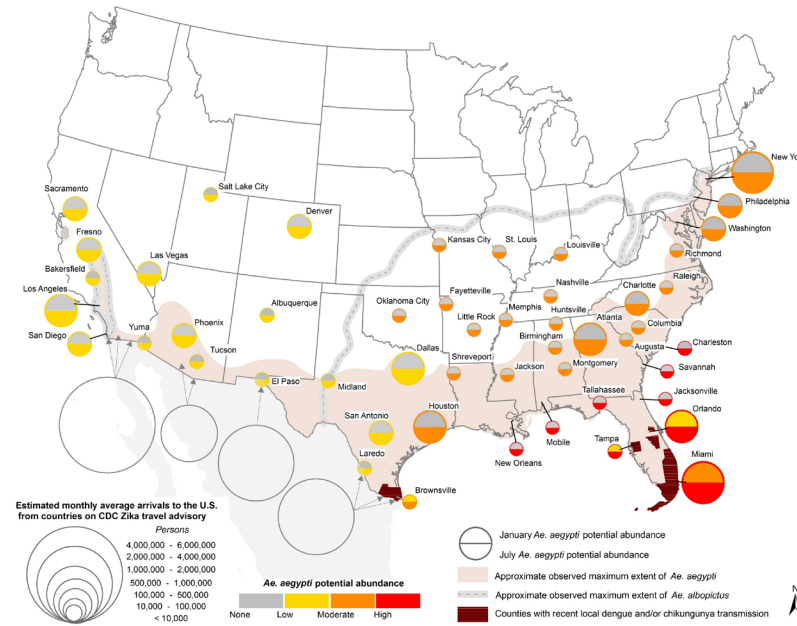 New Yo
Sacramento
Salt Lake City
Philadelphia
Denver
Fresno
Washington
Kansas City
St. Louis
Louisville
Richmond
Las Vegas
Bakersfield
Raleigh
Nashville
Los Angeles
Fayetteville
Charlotte
Albuquerque
Oklahoma City
Memphis
Huntsville
Yuma
Phoenix
Little Rock
Atlanta
Columbia
San Diego
Birmingham
Charleston
Tucson
Dallas
Augusta
Shreveport
Savannah
Jackson
Montgomery
El Paso
Midland
Tallahassee
Jacksonville
Houston
San Antonio
Orlando
Tampa
Mobile
Laredo
New Orleans
Miami
Brownsville
Estimated monthly average arrivals to the U.S.
from countries on CDC Zika travel advisory
Persons
4,000,000 - 6,000,000
2,000,000 - 4,000,000
1,000,000 - 2,000,000
500,000 - 1,000,000
100,000 - 500,000
10,000 - 100,000
< 10,000
Ae. aegypti potential abundance
None
Low
Moderate
High
January Ae. aegypti potential abundance
July Ae. aegypti potential abundance
Approximate observed maximum extent of Ae. aegypti
Approximate observed maximum extent of Ae. albopictus
Counties with recent local dengue and/or chikungunya transmission
N